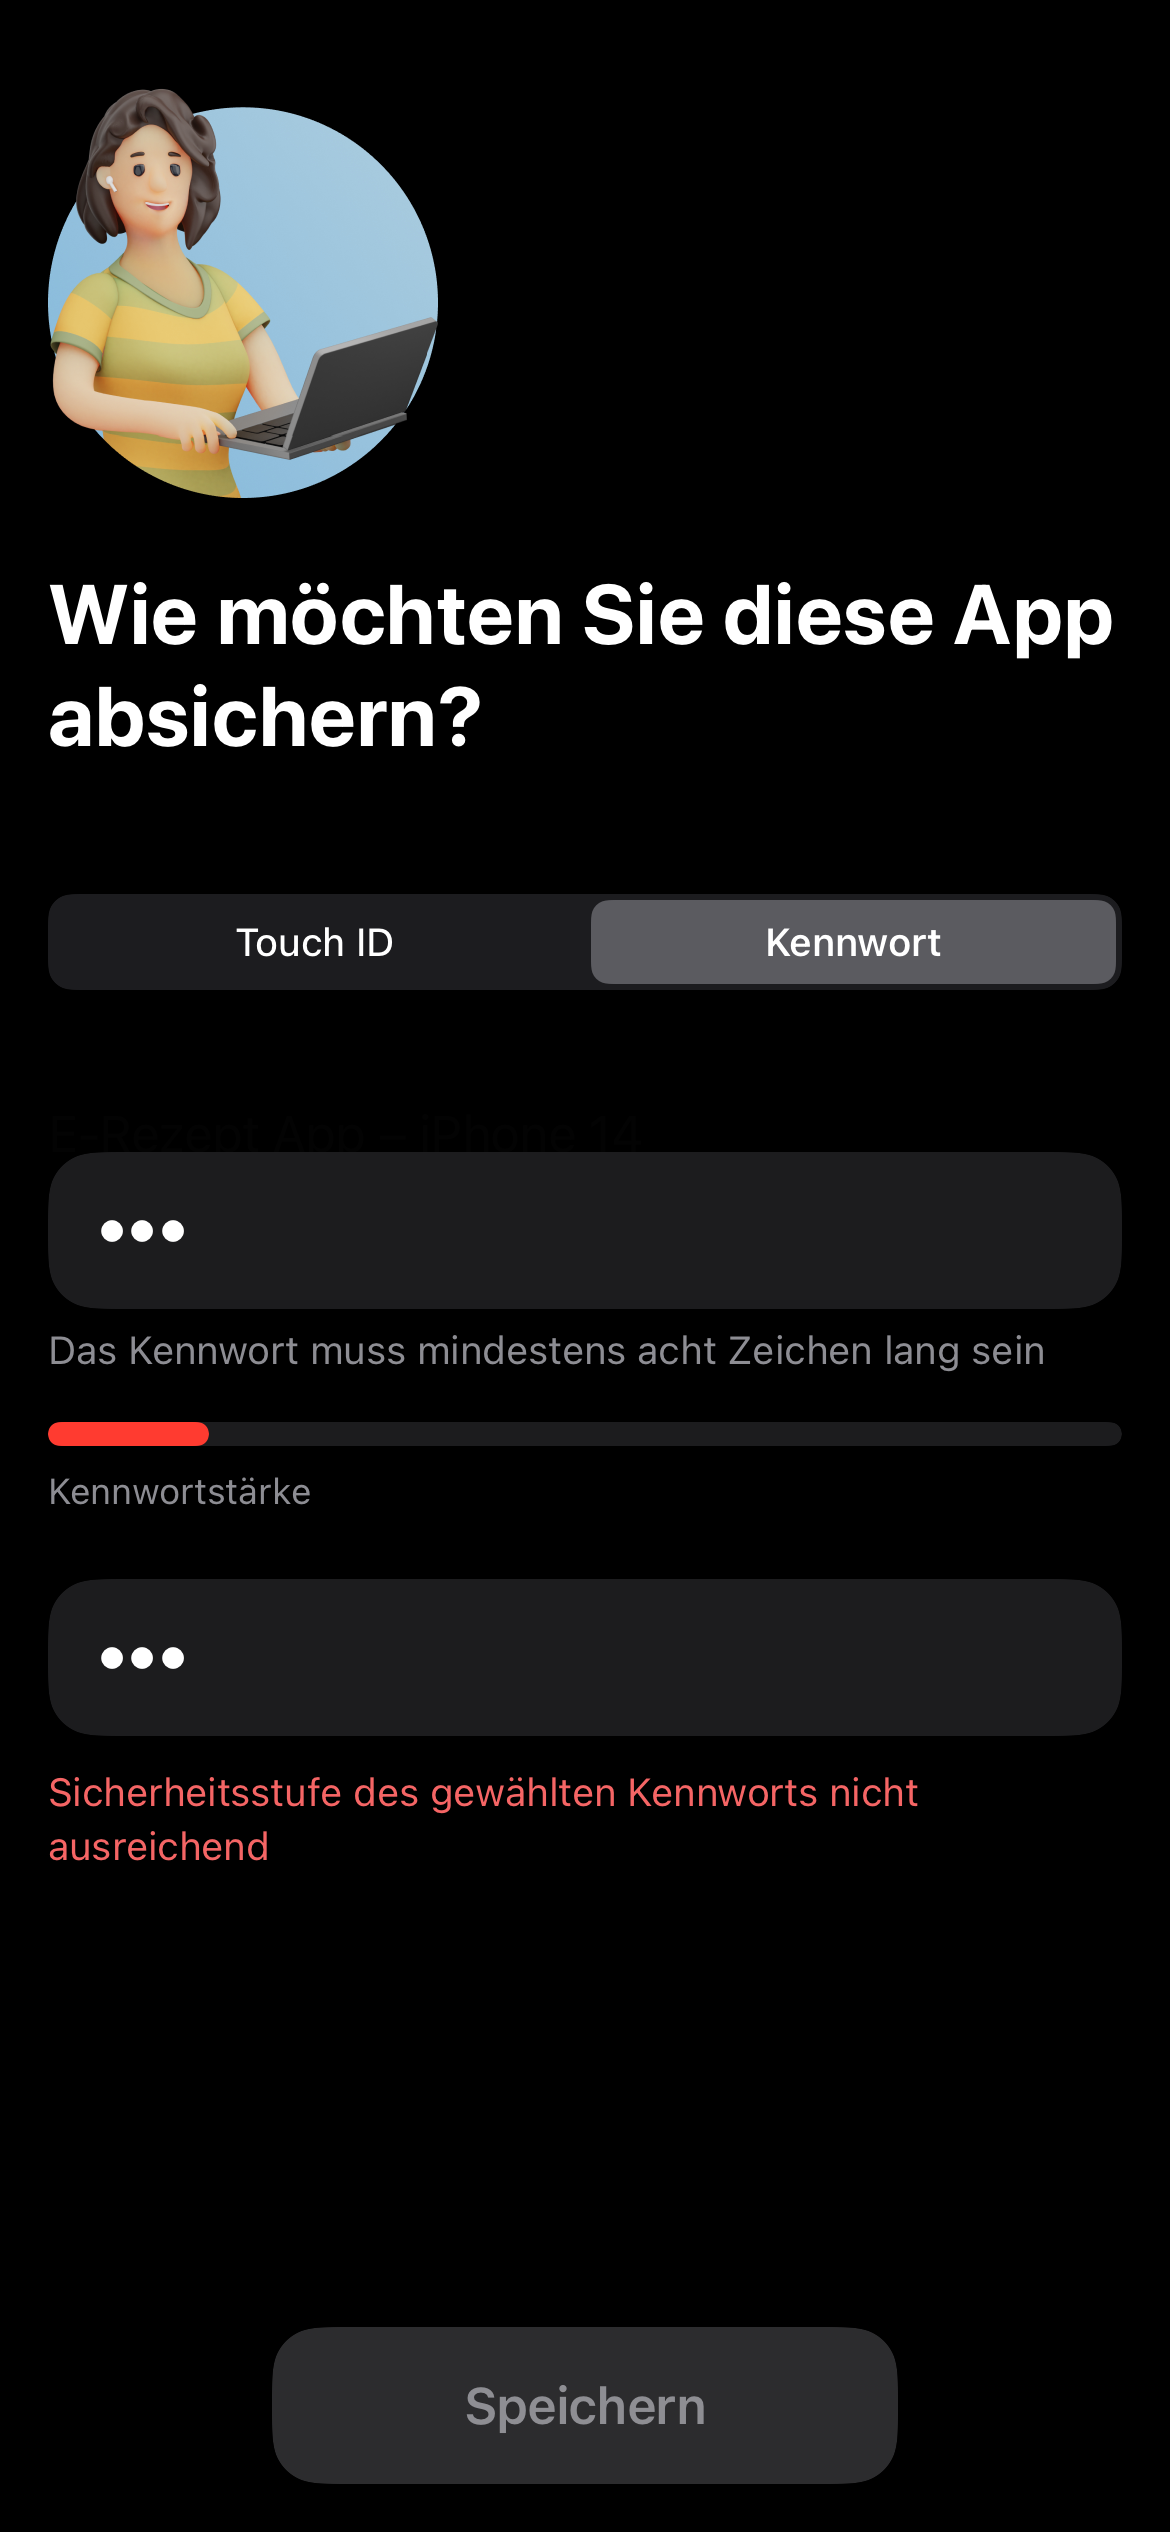 Wie möchten Sie diese App
absichern?
Touch ID
Kennwort
E-Rezept App – iPhone 14
•••
Das Kennwort muss mindestens acht Zeichen lang sein
Kennwortstärke
•••
Sicherheitsstufe des gewählten Kennworts nicht
ausreichend
Speichern